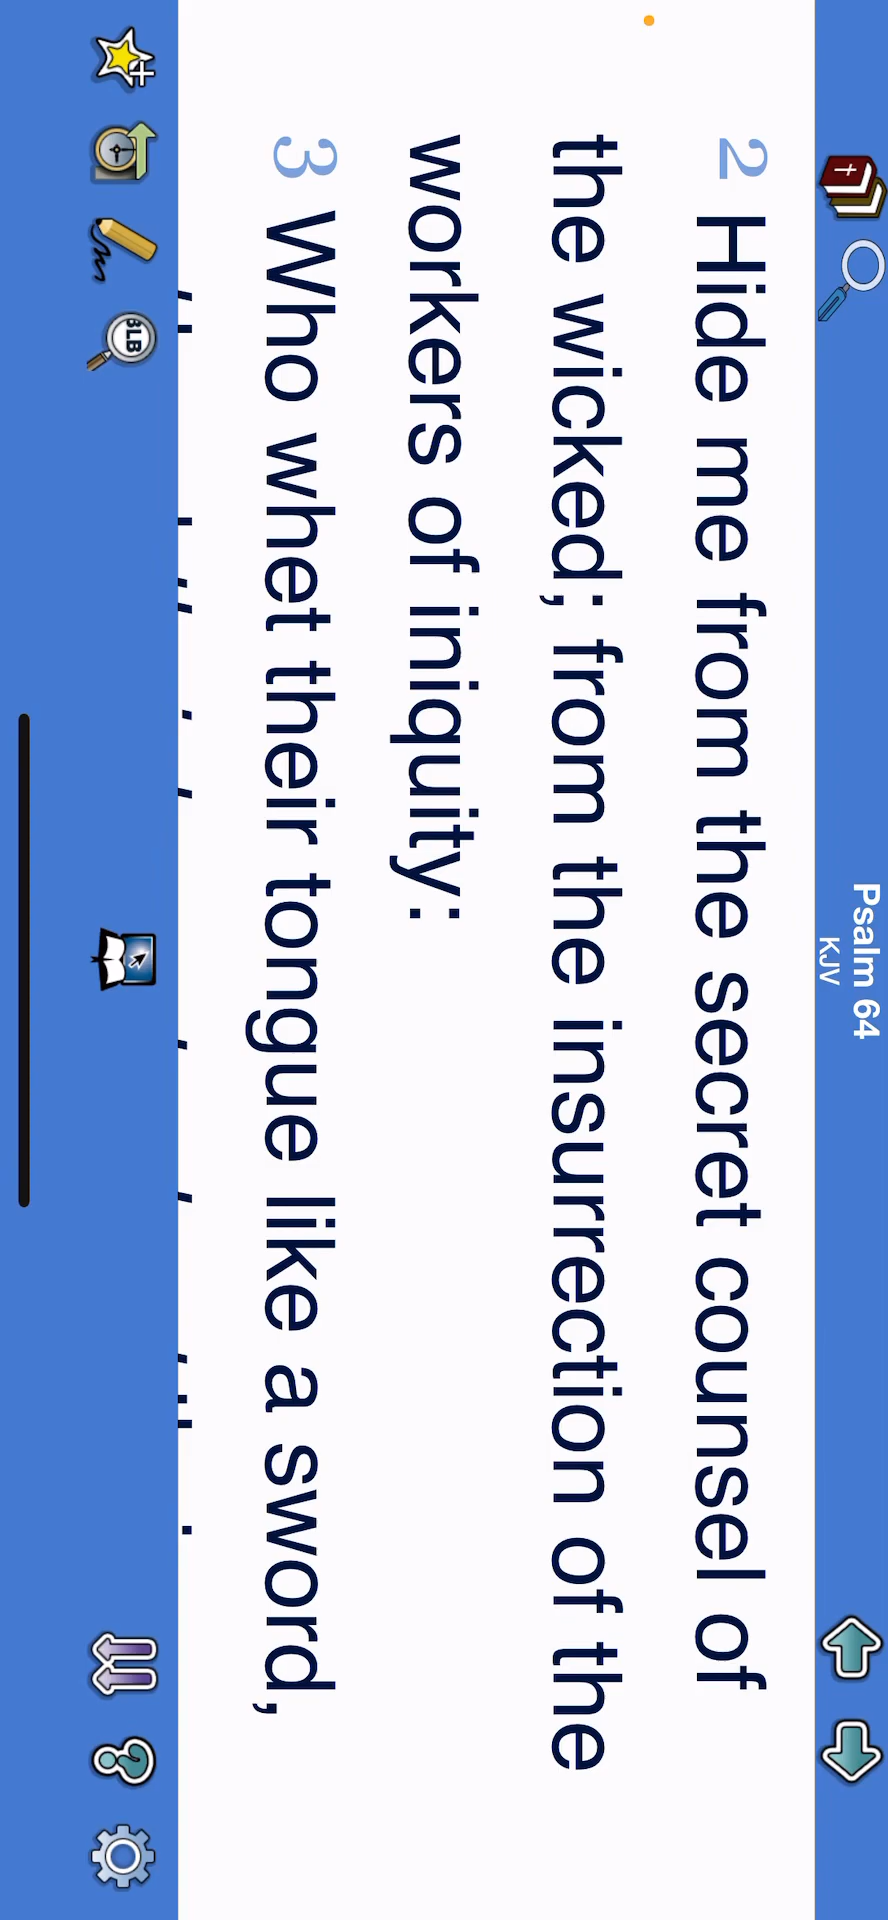 Psalm 64
KJV
2 Hide me from the secret counsel of
the wicked; from the insurrection of the
workers of iniquity:
3 Who whet their tongue like a sword,
BLB